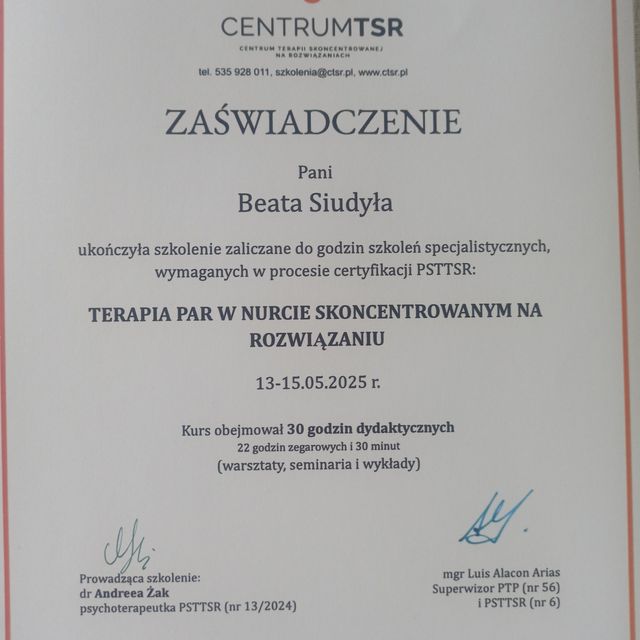 CENTRUMTSR
CENTRUM TERAPII SKONCENTROWANEJ
NA ROZWIĄZANIACH
tel. 535 928 011, szkolenia@ctsr.pl, www.ctsr.pl
ZAŚWIADCZENIE
Pani
Beata Siudyła
ukończyła szkolenie zaliczane do godzin szkoleń specjalistycznych,
wymaganych w procesie certyfikacji PSTTSR:
TERAPIA PAR W NURCIE SKONCENTROWANYM NA
ROZWIĄZANIU
13-15.05.2025 r.
Kurs obejmował 30 godzin dydaktycznych
22 godzin zegarowych i 30 minut
(warsztaty, seminaria i wykłady)
Prowadząca szkolenie:
dr Andreea Żak
psychoterapeutka PSTTSR (nr 13/2024)
mgr Luis Alacon Arias
Superwizor PTP (nr 56)
i PSTTSR (nr 6)